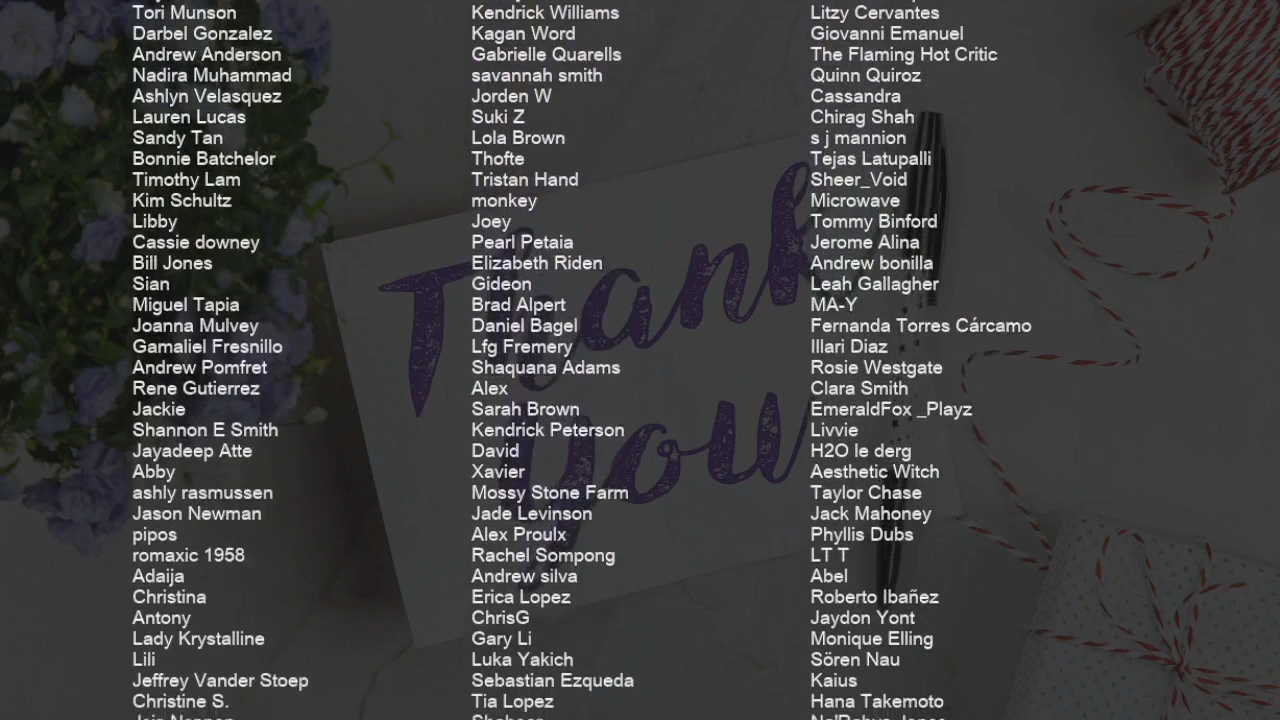 Tori Munson
Darbel Gonzalez
Andrew Anderson
Nadira Muhammad
Ashlyn Velasquez
Lauren Lucas
Sandy Tan
Bonnie Batchelor
Timothy Lam
Kim Schultz
Libby
Cassie downey
Bill Jones
Sian
Miguel Tapia
Joanna Mulvey
Gamaliel Fresnillo
Andrew Pomfret
Rene Gutierrez
Jackie
Shannon E Smith
Jayadeep Atte
Abby
ashly rasmussen
Jason Newman
pipos
romaxic 1958
Adaija
Christina
Antony
Lady Krystalline
Lili
Jeffrey Vander Stoep
Christine S.
Kendrick Williams
Kagan Word
Gabrielle Quarells
savannah smith
Jorden W
Suki Z
Lola Brown
Thofte
Tristan Hand
monkey
Joey
Pearl Petaia
Elizabeth Riden
Gideon
Brad Alpert
Daniel Bagel
Lfg Fremery
Shaquana Adams
Alex
Sarah Brown
Kendrick Peterson
David
Xavier
Mossy Stone Farm
Jade Levinson
Alex Proulx
Rachel Sompong
Andrew silva
Erica Lopez
ChrisG
Gary Li
Luka Yakich
Sebastian Ezqueda
Tia Lopez
Litzy Cervantes
Giovanni Emanuel
The Flaming Hot Critic
Quinn Quiroz
Cassandra
Chirag Shah
s j mannion
Tejas Latupalli
Sheer_Void
Microwave
Tommy Binford
Jerome Alina
Andrew bonilla
Leah Gallagher
MA-Y
Fernanda Torres Cárcamo
Illari Diaz
Rosie Westgate
Clara Smith
EmeraldFox _Playz
Livvie
H2O le derg
Aesthetic Witch
Taylor Chase
Jack Mahoney
Phyllis Dubs
LT T
Abel
Roberto Ibañez
Jaydon Yont
Monique Elling
Sören Nau
Kaius
Hana Takemoto
Thank
you